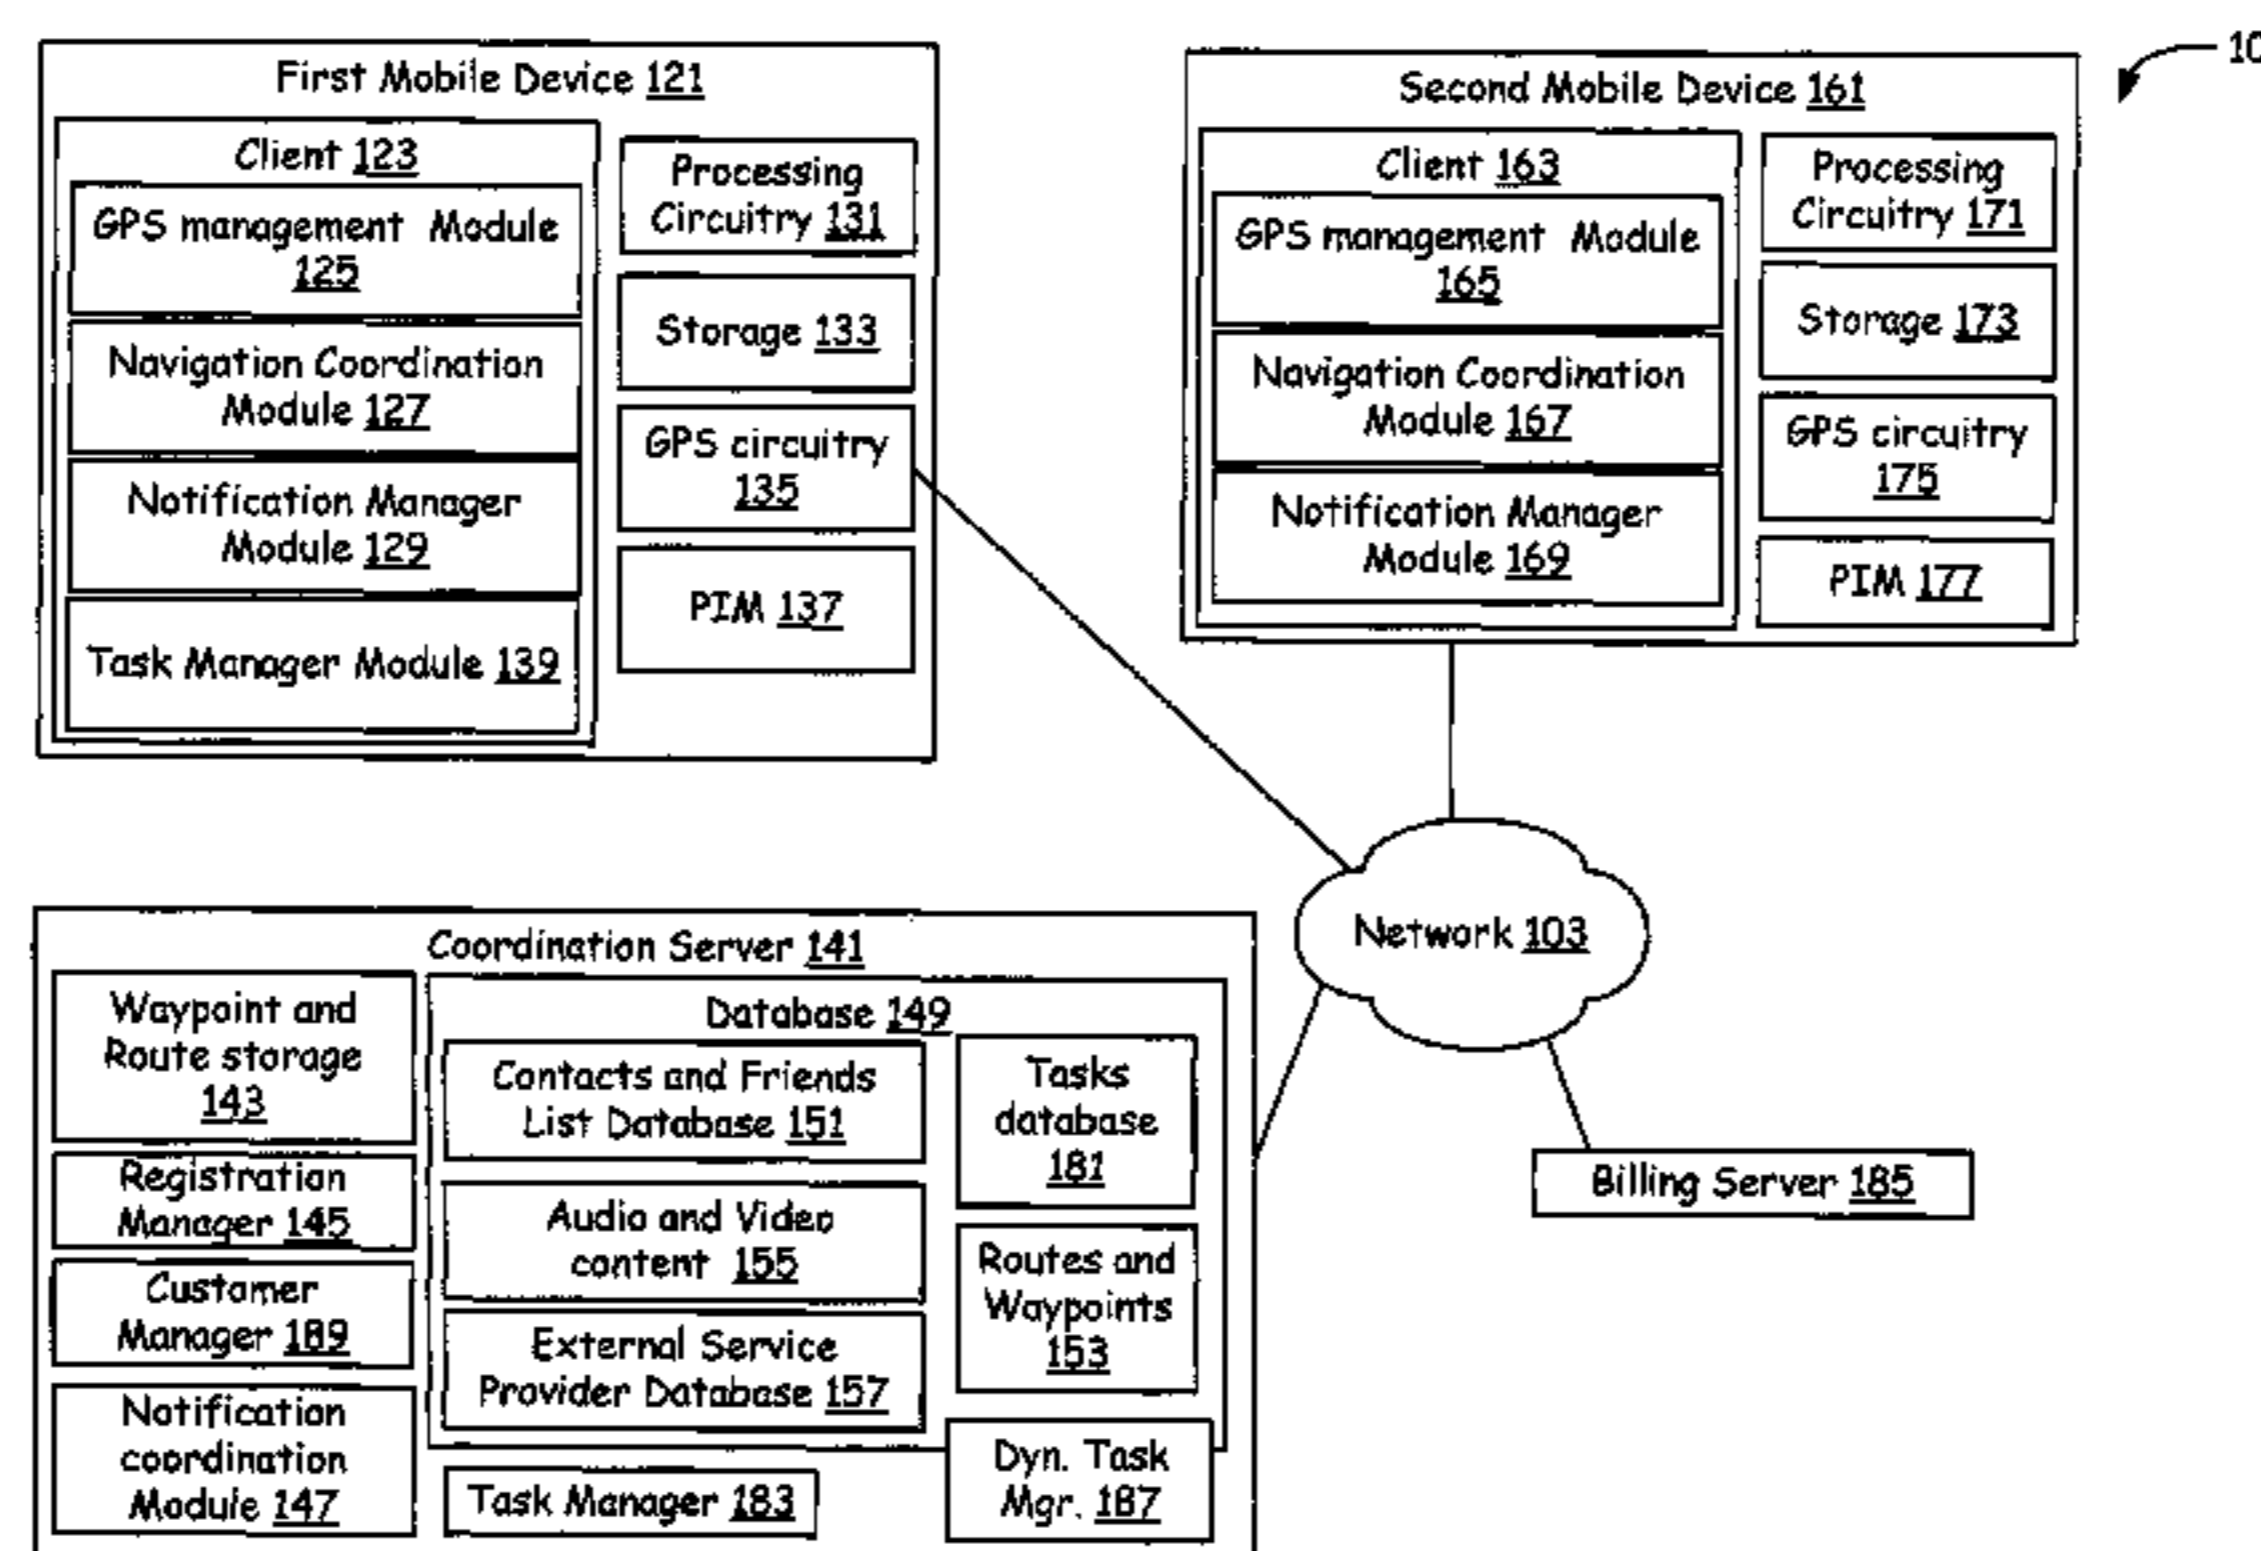 First Mobile Device 121
Client 123
GPS management Module
125
Navigation Coordination
Module 127
Notification Manager
Module 129
Task Manager Module 139
Processing
Circuitry 131
Storage 133
GPS circuitry
135
PIM 137
Second Mobile Device 161
Client 163
GPS management Module
165
Navigation Coordination
Module 167
Notification Manager
Module 169
Processing
Circuitry 171
Storage 173
GPS circuitry
175
PIM 177
Network 103
Coordination Server 141
Waypoint and
Route storage
143
Registration
Manager 145
Customer
Manager 189
Notification
coordination
Module 147
Database 149
Contacts and Friends
List Database 151
Audio and Video
content 155
External Service
Provider Database 157
Tasks
database
181
Routes and
Waypoints
153
Task Manager 183
Dyn. Task
Mgr. 187
Billing Server 185